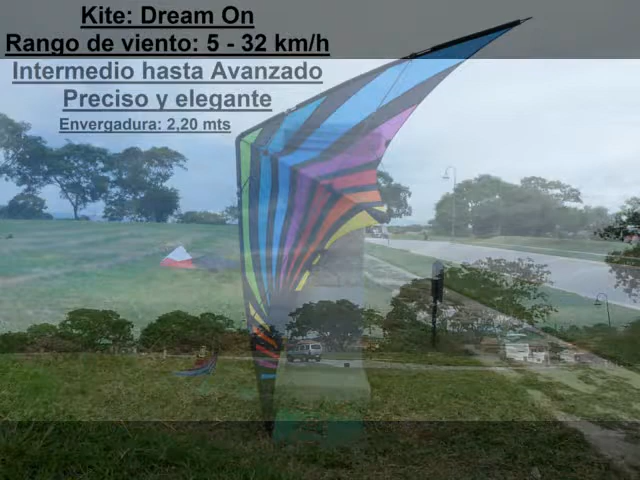 Kite: Dream On
Rango de viento: 5 - 32 km/h
Intermedio hasta Avanzado
Preciso y elegante
Envergadura: 2,20 mts